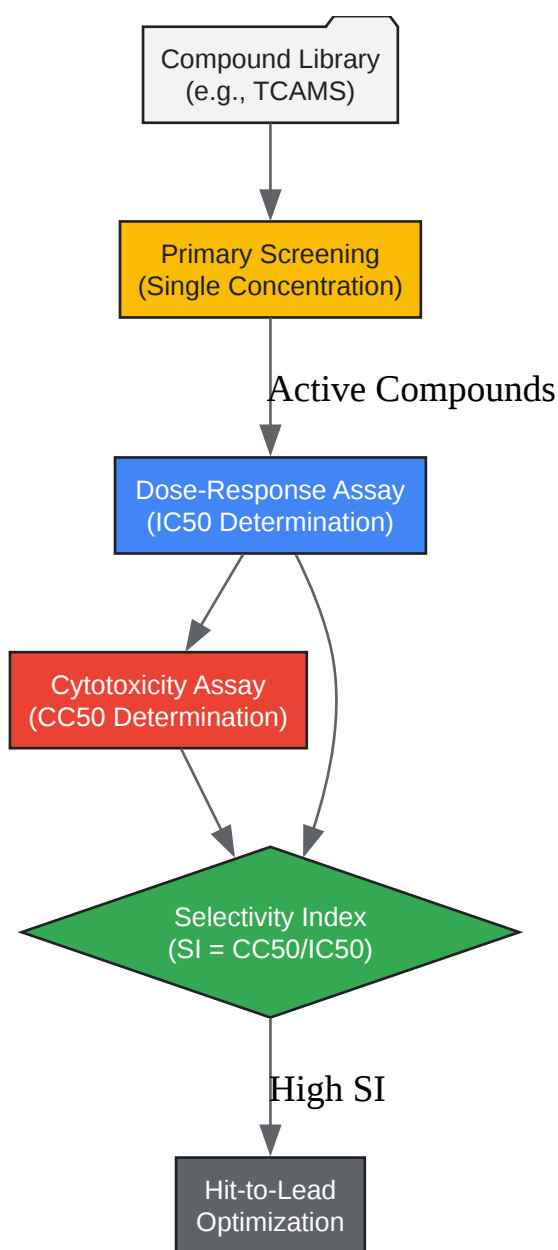 Compound Library
(e.g., TCAMS)
Primary Screening
(Single Concentration)
Active Compounds
Dose-Response Assay
(IC50 Determination)
Cytotoxicity Assay
(CC50 Determination)
Selectivity Index
(SI = CC50/IC50)
High SI
Hit-to-Lead
Optimization